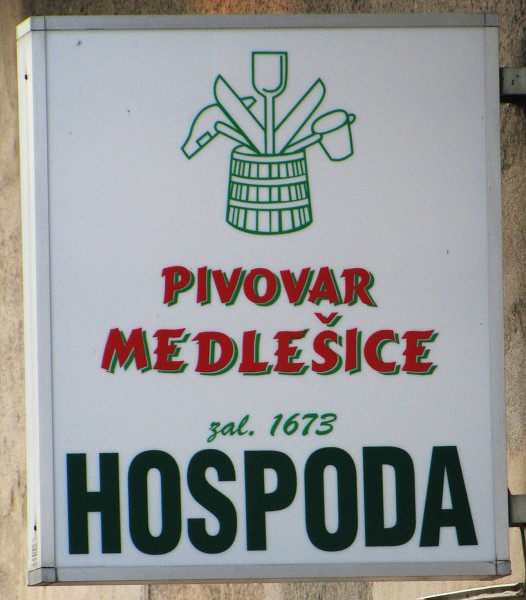 PIVOVAR
MEDLEŠICE
zal. 1673
HOSPODA